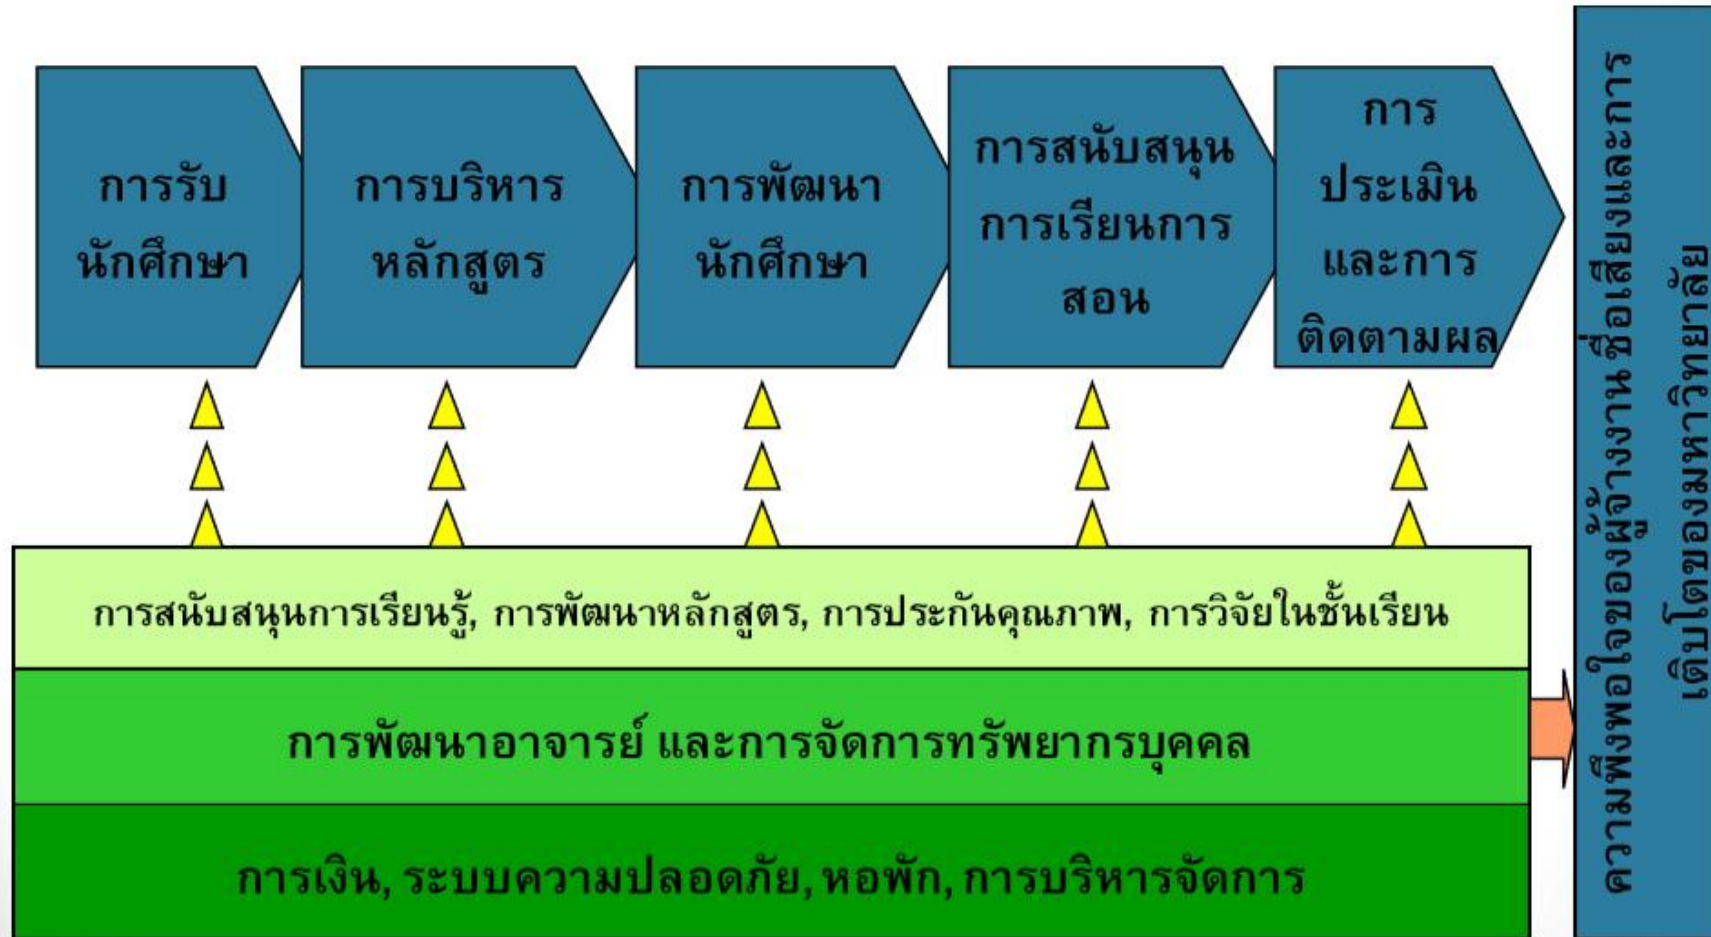 การรับ
นักศึกษา
การบริหาร
หลักสูตร
การพัฒนา
นักศึกษา
การสนับสนุน
การเรียนการ
สอน
การ
ประเมิน
และการ
ติดตามผล
การสนับสนุนการเรียนรู้, การพัฒนาหลักสูตร, การประกันคุณภาพ, การวิจัยในชั้นเรียน
การพัฒนาอาจารย์ และการจัดการทรัพยากรบุคคล
การเงิน, ระบบความปลอดภัย, หอพัก, การบริหารจัดการ
ความพึงพอใจของผู้จ้างงาน ชื่อเสียงและการ
เติบโตของมหาวิทยาลัย